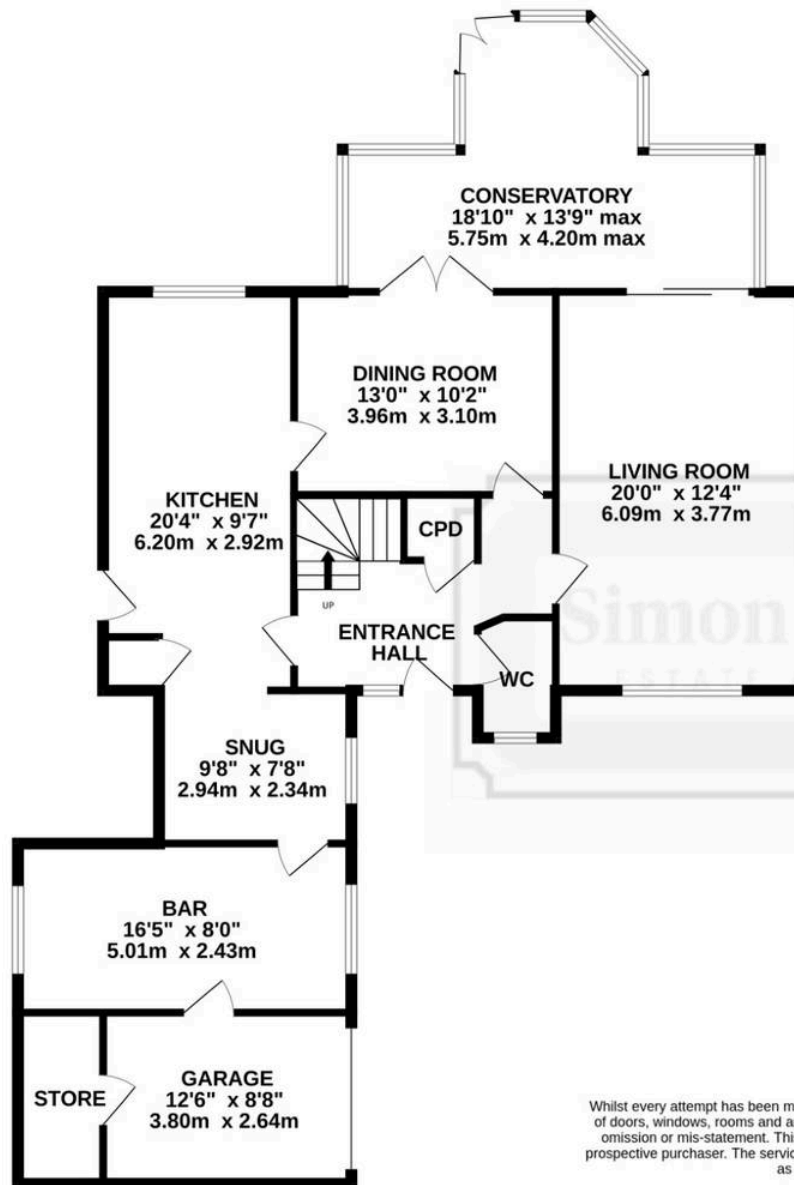 CONSERVATORY
18'10" x 13'9" max
5.75m x 4.20m max
DINING ROOM
13'0" x 10'2"
3.96m x 3.10m
LIVING ROOM
20'0" x 12'4"
6.09m x 3.77m
KITCHEN
20'4" x 9'7"
6.20m x 2.92m
CPD
UP
ENTRANCE
HALL
WC
Simon
ESTATE
SNUG
9'8" x 7'8"
2.94m x 2.34m
BAR
16'5" x 8'0"
5.01m x 2.43m
STORE
GARAGE
12'6" x 8'8"
3.80m x 2.64m
Whilst every attempt has been m
of doors, windows, rooms and a
omission or mis-statement. Thi
prospective purchaser. The servic
as